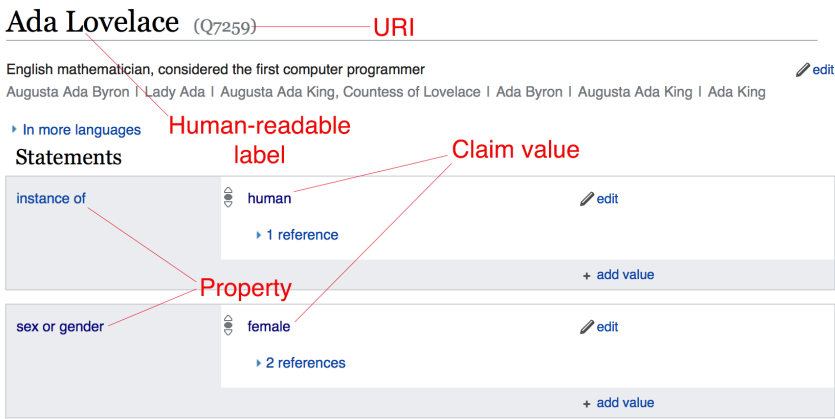 Ada Lovelace (Q7259) URI
English mathematician, considered the first computer programmer edit
Augusta Ada Byron | Lady Ada | Augusta Ada King, Countess of Lovelace | Ada Byron | Augusta Ada King | Ada King
In more languages
Human-readable
label
Statements
Claim value
instance of human edit
1 reference
+ add value
Property
sex or gender female edit
2 references
+ add value